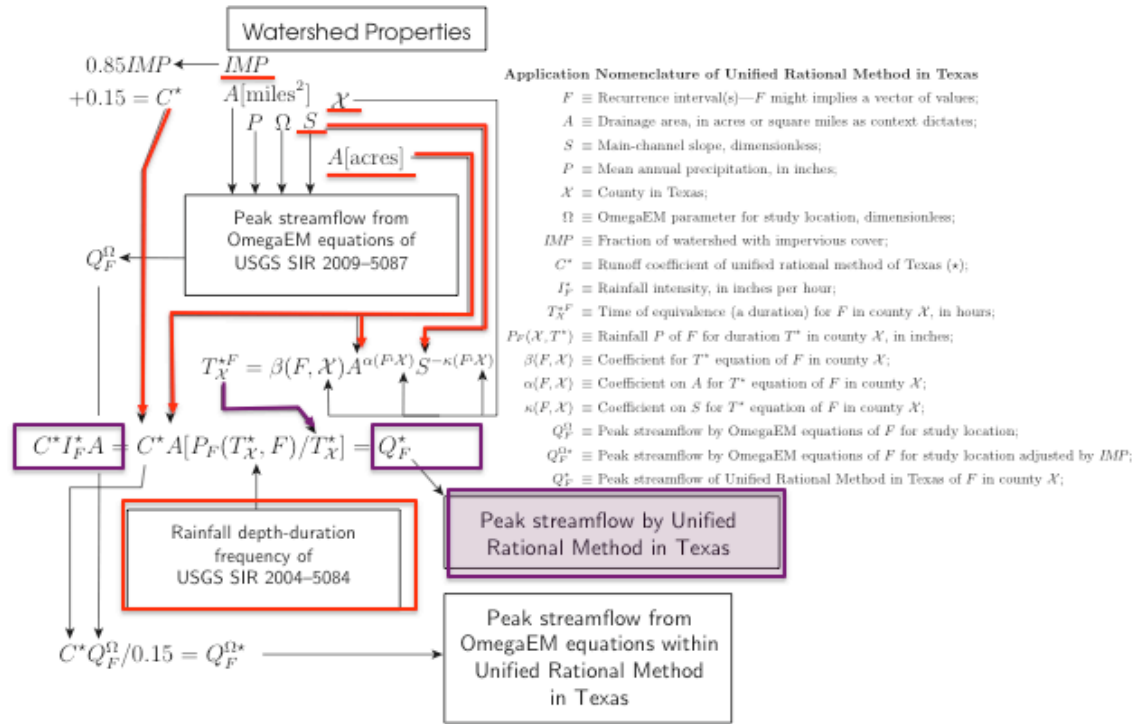 Watershed Properties
0.85IMP ← IMP
+0.15 = C⋆
A[miles²]
𝒳
P Ω S
A[acres]
Peak streamflow from
OmegaEM equations of
USGS SIR 2009–5087
Q_F^Ω
T_𝒳^{⋆F} = β(F, 𝒳)A^{α(F,𝒳)} S^{−κ(F,𝒳)}
C⋆I_F^⋆A = C⋆A[P_F(T_𝒳^⋆, F)/T_𝒳^⋆] = Q_F^⋆
Rainfall depth-duration
frequency of
USGS SIR 2004–5084
Peak streamflow by Unified
Rational Method in Texas
C⋆Q_F^Ω/0.15 = Q_F^{Ω⋆}
Peak streamflow from
OmegaEM equations within
Unified Rational Method
in Texas
Application Nomenclature of Unified Rational Method in Texas
F ≡ Recurrence interval(s)—F might implies a vector of values;
A ≡ Drainage area, in acres or square miles as context dictates;
S ≡ Main-channel slope, dimensionless;
P ≡ Mean annual precipitation, in inches;
𝒳 ≡ County in Texas;
Ω ≡ OmegaEM parameter for study location, dimensionless;
IMP ≡ Fraction of watershed with impervious cover;
C⋆ ≡ Runoff coefficient of unified rational method of Texas (⋆);
I_F^⋆ ≡ Rainfall intensity, in inches per hour;
T_𝒳^{⋆F} ≡ Time of equivalence (a duration) for F in county 𝒳, in hours;
P_F(𝒳, T⋆) ≡ Rainfall P of F for duration T⋆ in county 𝒳, in inches;
β(F, 𝒳) ≡ Coefficient for T⋆ equation of F in county 𝒳;
α(F, 𝒳) ≡ Coefficient on A for T⋆ equation of F in county 𝒳;
κ(F, 𝒳) ≡ Coefficient on S for T⋆ equation of F in county 𝒳;
Q_F^Ω ≡ Peak streamflow by OmegaEM equations of F for study location;
Q_F^{Ω⋆} ≡ Peak streamflow by OmegaEM equations of F for study location adjusted by IMP;
Q_F^⋆ ≡ Peak streamflow of Unified Rational Method in Texas of F in county 𝒳;